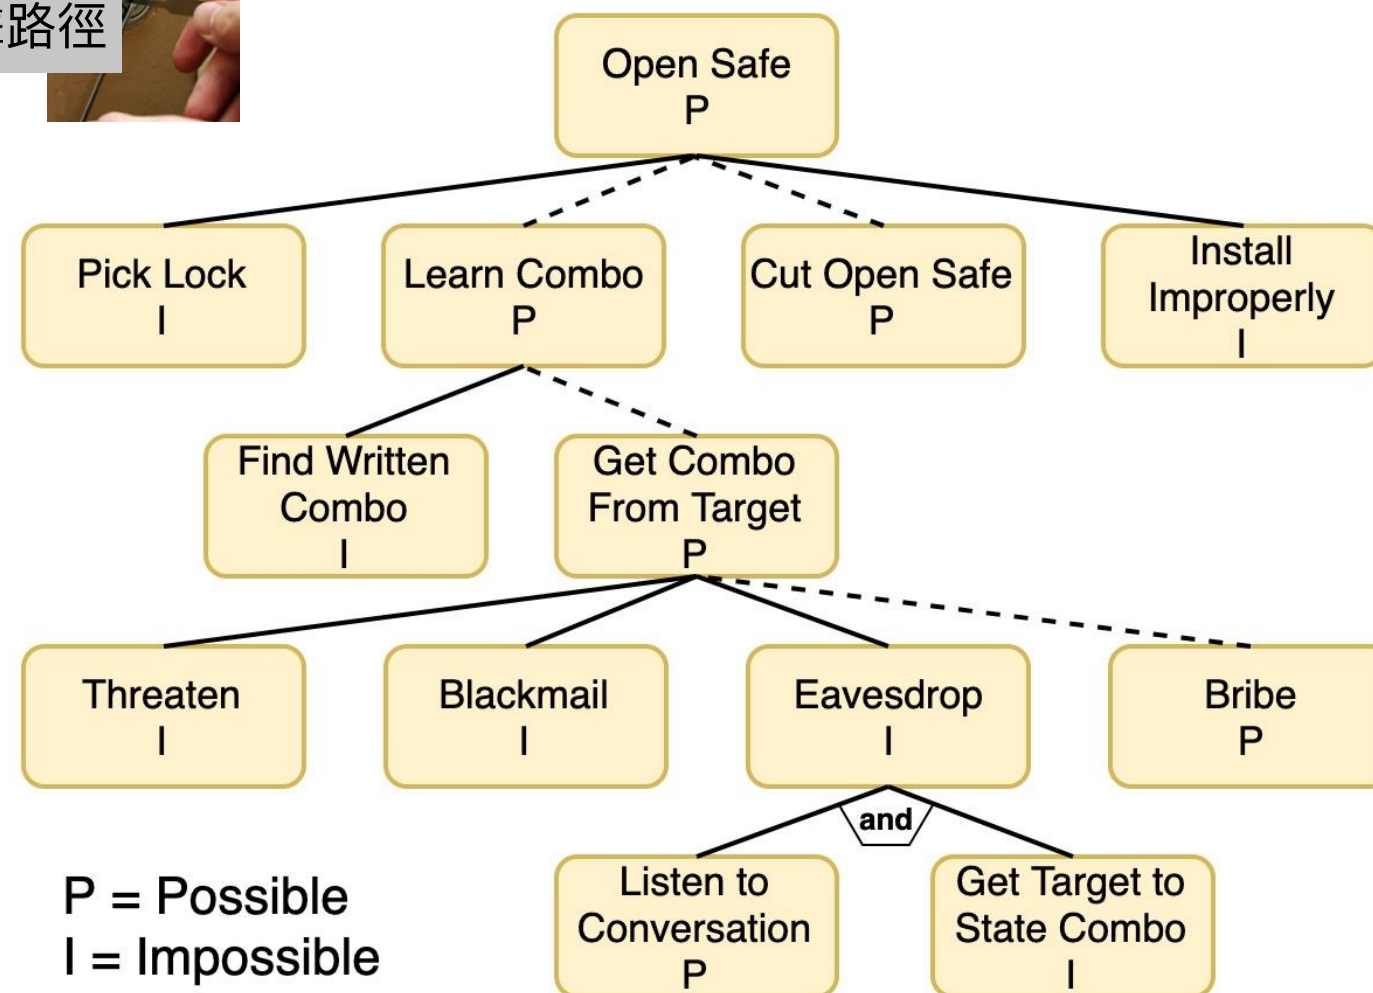 路徑
Open Safe
P
Pick Lock
I
Learn Combo
P
Cut Open Safe
P
Install
Improperly
I
Find Written
Combo
I
Get Combo
From Target
P
Threaten
I
Blackmail
I
Eavesdrop
I
Bribe
P
and
Listen to
Conversation
P
Get Target to
State Combo
I
P = Possible
I = Impossible